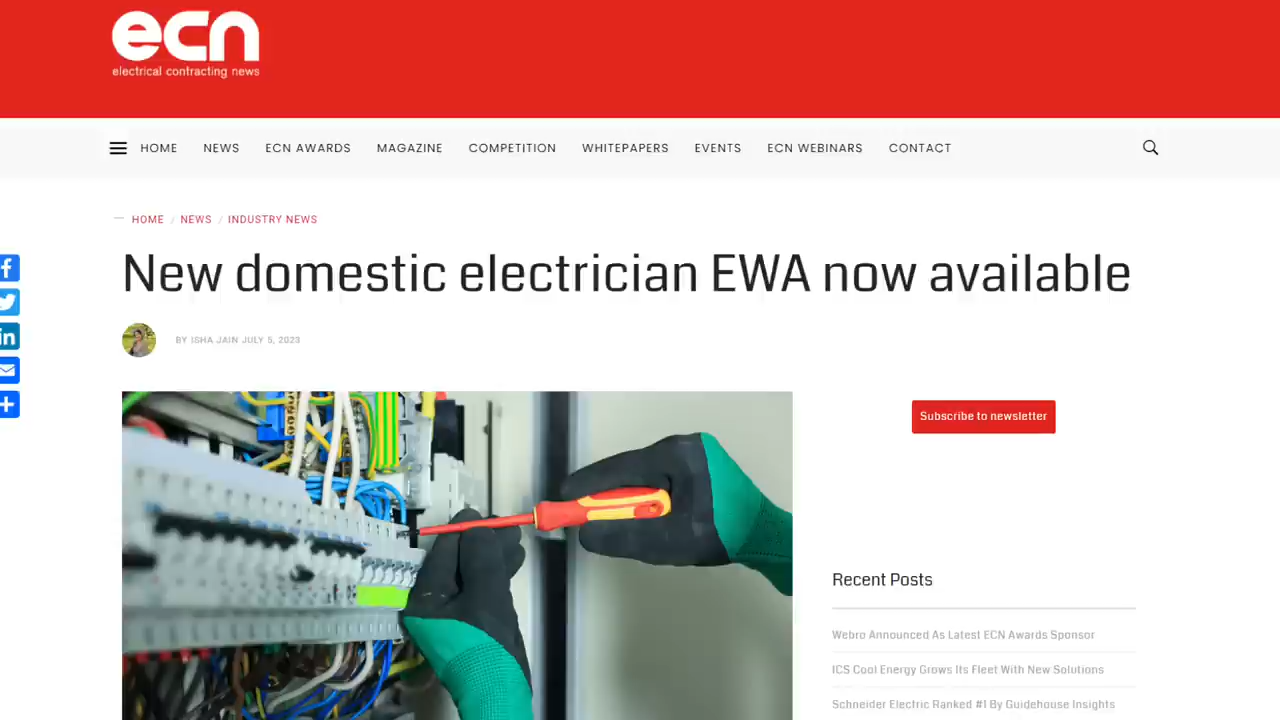 ecn
electrical contracting news
HOME NEWS ECN AWARDS MAGAZINE COMPETITION WHITEPAPERS EVENTS ECN WEBINARS CONTACT
HOME / NEWS / INDUSTRY NEWS
New domestic electrician EWA now available
BY ISHA JAIN JULY 5, 2023
Subscribe to newsletter
Recent Posts
Webro Announced As Latest ECN Awards Sponsor
ICS Cool Energy Grows Its Fleet With New Solutions
Schneider Electric Ranked #1 By Guidehouse Insights